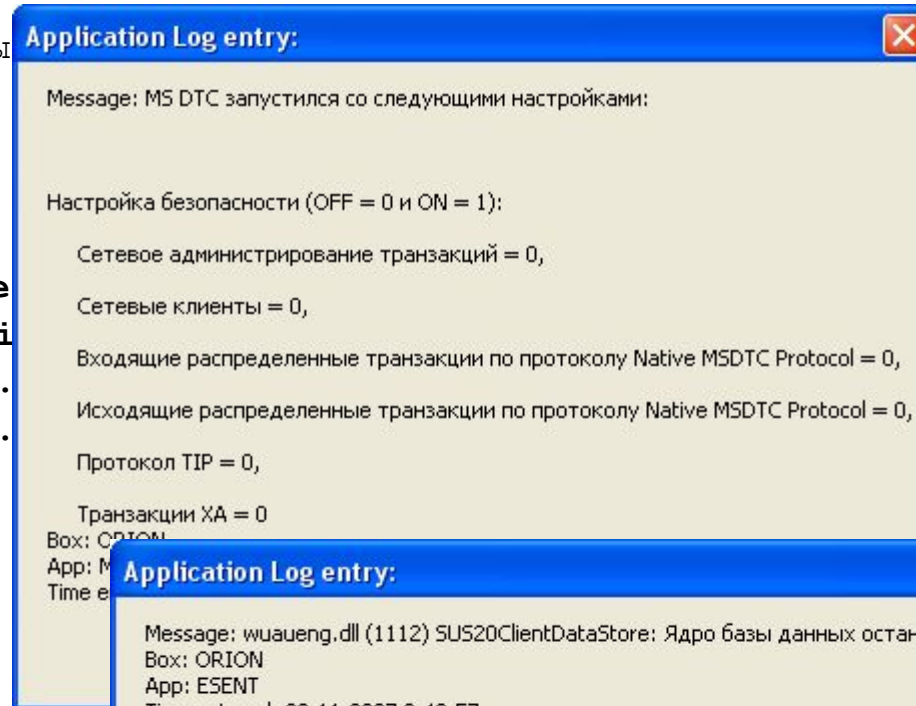 ы
Application Log entry:
Message: MS DTC запустился со следующими настройками:
Настройка безопасности (OFF = 0 и ON = 1):
Сетевое администрирование транзакций = 0,
Сетевые клиенты = 0,
e
i
Входящие распределенные транзакции по протоколу Native MSDTC Protocol = 0,
.
Исходящие распределенные транзакции по протоколу Native MSDTC Protocol = 0,
.
Протокол TIP = 0,
Транзакции XA = 0
Box: ORION
App: M
Time e
Application Log entry:
Message: wuaueng.dll (1112) SUS20ClientDataStore: Ядро базы данных остан
Box: ORION
App: ESENT